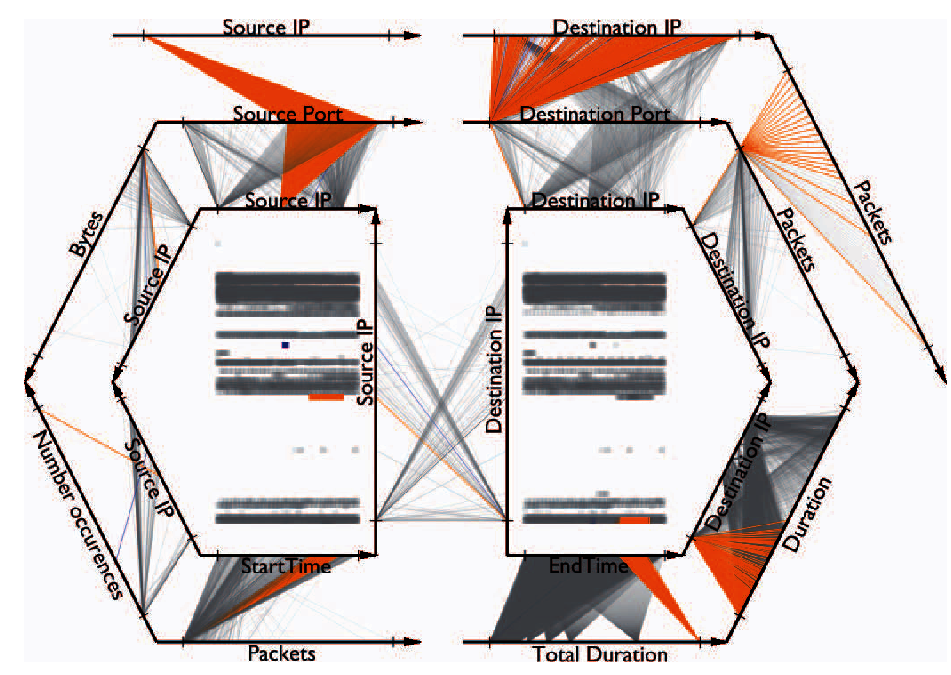 Source IP
Destination IP
Source Port
Destination Port
Source IP
Destination IP
Bytes
Source IP
Source IP
Destination IP
Destination IP
Packets
Packets
Number occurences
Source IP
Destination IP
Duration
StartTime
EndTime
Packets
Total Duration